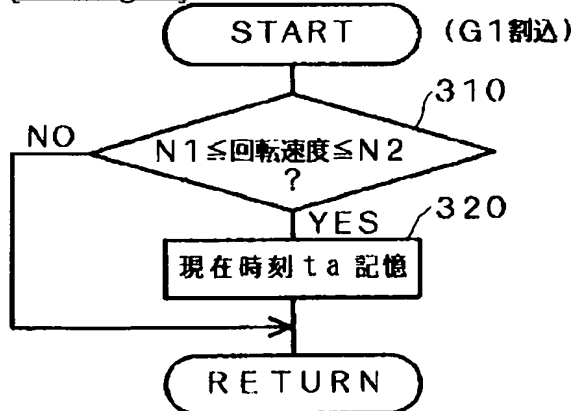 START (G1割込)
310
N1≦回転速度≦N2
?
NO
YES
320
現在時刻ta 記憶
RETURN